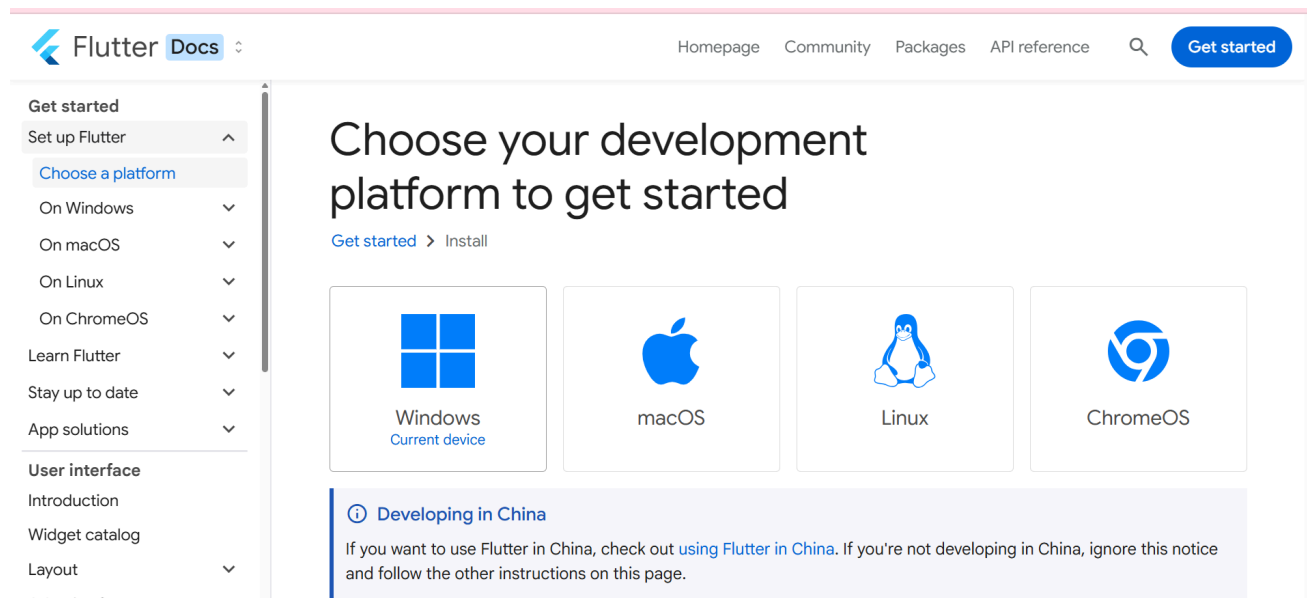 Flutter Docs
Homepage Community Packages API reference Get started
Get started
Set up Flutter
Choose a platform
On Windows
On macOS
On Linux
On ChromeOS
Learn Flutter
Stay up to date
App solutions
User interface
Introduction
Widget catalog
Layout
Choose your development
platform to get started
Get started Install
Windows
Current device
macOS
Linux
ChromeOS
Developing in China
If you want to use Flutter in China, check out using Flutter in China. If you're not developing in China, ignore this notice
and follow the other instructions on this page.